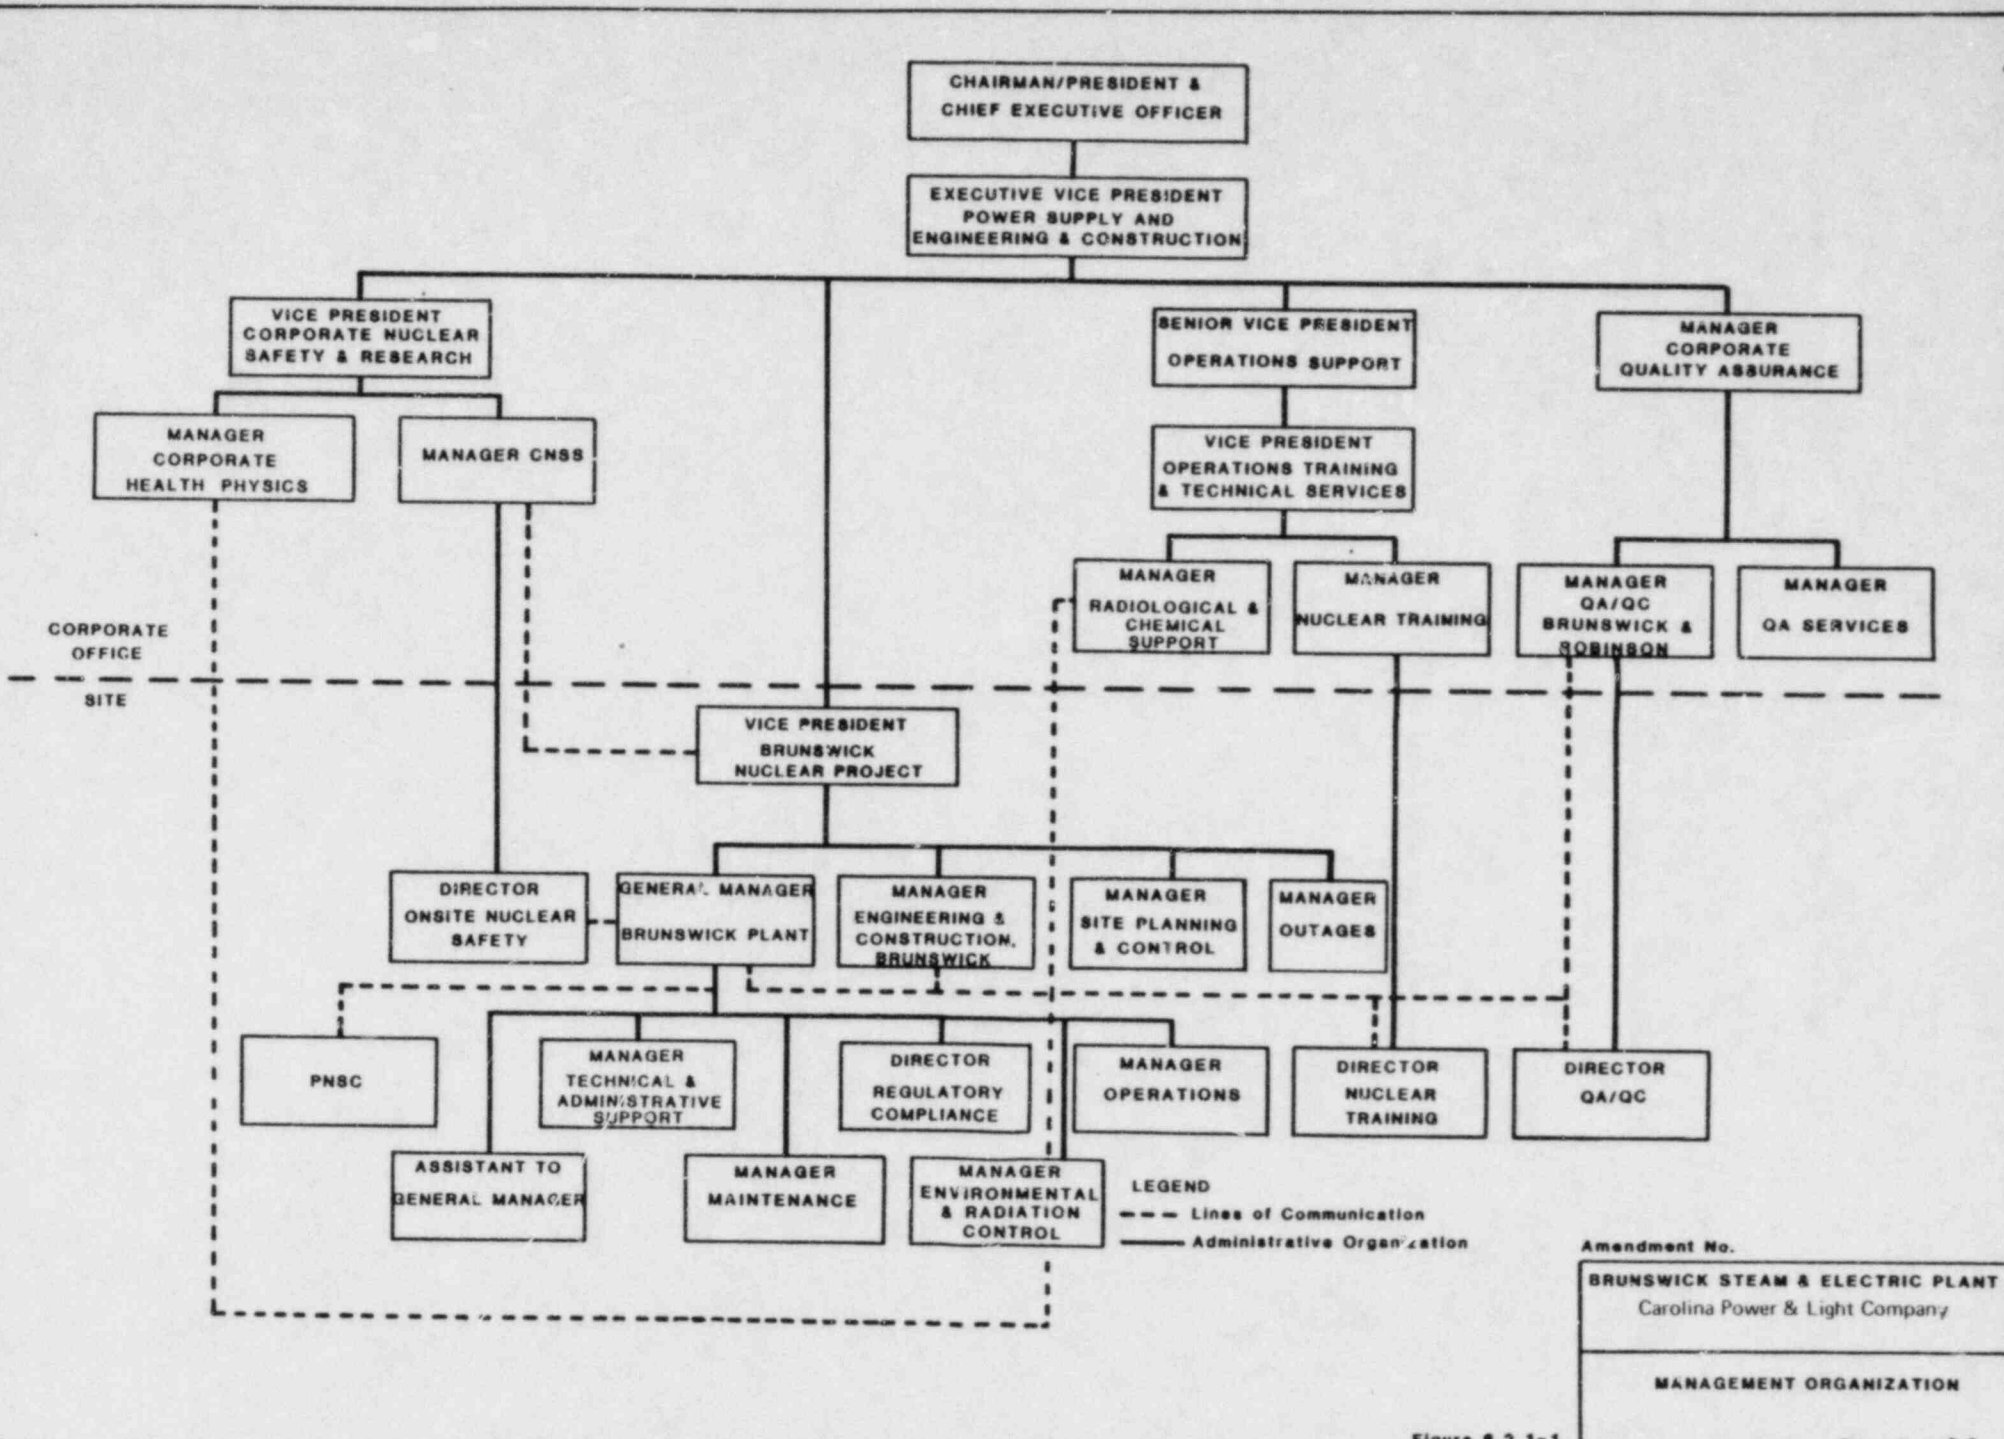 CHAIRMAN/PRESIDENT &
CHIEF EXECUTIVE OFFICER
EXECUTIVE VICE PRESIDENT
POWER SUPPLY AND
ENGINEERING & CONSTRUCTION
VICE PRESIDENT
CORPORATE NUCLEAR
SAFETY & RESEARCH
SENIOR VICE PRESIDENT
OPERATIONS SUPPORT
MANAGER
CORPORATE
QUALITY ASSURANCE
MANAGER
CORPORATE
HEALTH PHYSICS
MANAGER CNSS
VICE PRESIDENT
OPERATIONS TRAINING
& TECHNICAL SERVICES
MANAGER
RADIOLOGICAL &
CHEMICAL
SUPPORT
MANAGER
NUCLEAR TRAINING
MANAGER
QA/QC
BRUNSWICK &
ROBINSON
MANAGER
QA SERVICES
CORPORATE
OFFICE
SITE
VICE PRESIDENT
BRUNSWICK
NUCLEAR PROJECT
DIRECTOR
ONSITE NUCLEAR
SAFETY
GENERAL MANAGER
BRUNSWICK PLANT
MANAGER
ENGINEERING &
CONSTRUCTION,
BRUNSWICK
MANAGER
SITE PLANNING
& CONTROL
MANAGER
OUTAGES
PNSC
MANAGER
TECHNICAL &
ADMINISTRATIVE
SUPPORT
DIRECTOR
REGULATORY
COMPLIANCE
MANAGER
OPERATIONS
DIRECTOR
NUCLEAR
TRAINING
DIRECTOR
QA/QC
ASSISTANT TO
GENERAL MANAGER
MANAGER
MAINTENANCE
MANAGER
ENVIRONMENTAL
& RADIATION
CONTROL
LEGEND
Lines of Communication
Administrative Organization
Amendment No.
BRUNSWICK STEAM & ELECTRIC PLANT
Carolina Power & Light Company
MANAGEMENT ORGANIZATION
Figure